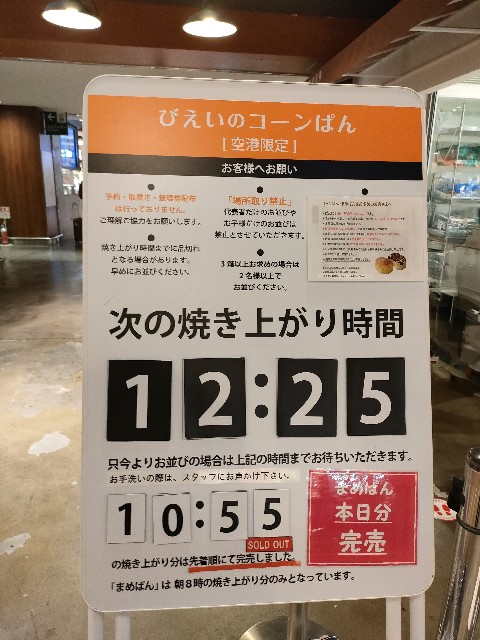 びえいのコーンぱん
[空港限定]
お客様へお願い
予約・取置き・整理券配布
は行っておりません。
ご理解ご協力をお願いします。
焼き上がり時間までに品切れ
となる場合があります。
早めにお並びください。
「場所取り禁止」
代表者だけのお並びや
お子様だけのお並びは
禁止とさせていただきます。
3箱以上お求めの場合は
2名様以上で
お並びください。
次の焼き上がり時間
12:25
只今よりお並びの場合は上記の時間までお待ちいただきます。
お手洗いの際は、スタッフにお声かけ下さい。
10:55
SOLD OUT
の焼き上がり分は先着順にて完売しました。
「まめぱん」は 朝8時の焼き上がり分のみとなっています。
まめぱん
本日分
完売